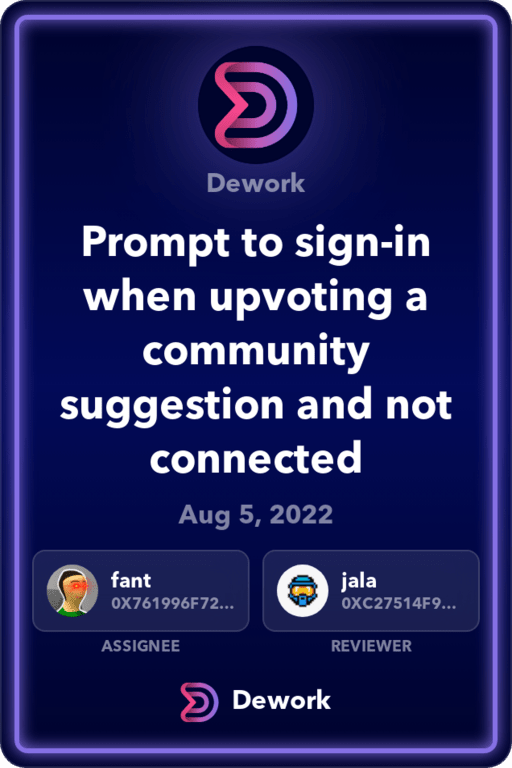 Dework
Prompt to sign-in
when upvoting a
community
suggestion and not
connected
Aug 5, 2022
fant
0X761996F72...
ASSIGNEE
jala
0XC27514F9...
REVIEWER
Dework